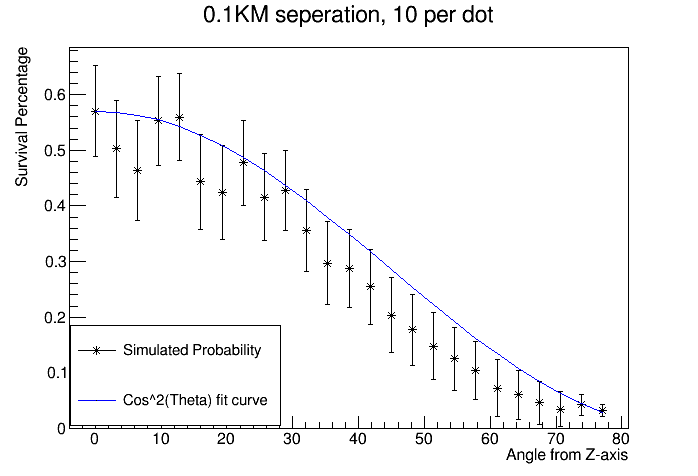 0.1KM seperation, 10 per dot
Survival Percentage
0.6
0.5
0.4
0.3
0.2
0.1
0
Simulated Probability
Cos^2(Theta) fit curve
0 10 20 30 40 50 60 70 80
Angle from Z-axis